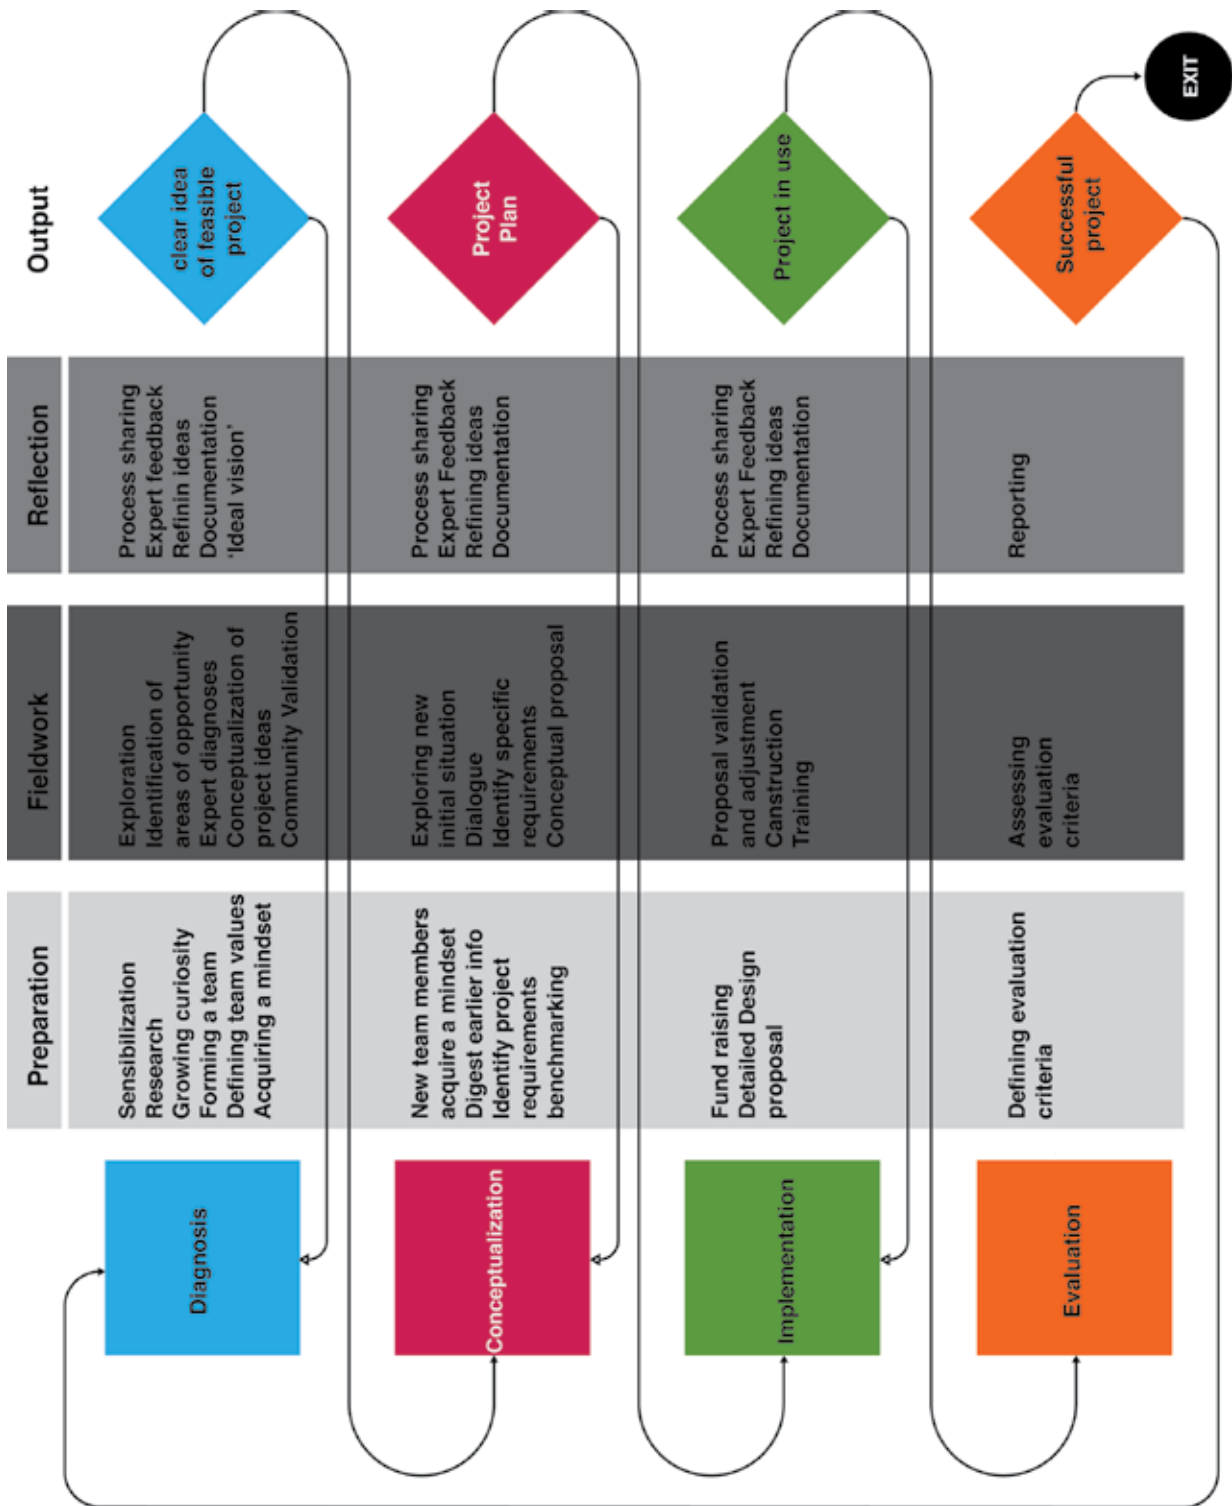 Preparation
Fieldwork
Reflection
Output
Diagnosis
Sensibilization
Research
Growing curiosity
Forming a team
Defining team values
Acquiring a mindset
Exploration
Identification of
areas of opportunity
Expert diagnoses
Conceptualization of
project ideas
Community Validation
Process sharing
Expert feedback
Refinin ideas
Documentation
‘Ideal vision’
clear idea
of feasible
project
Conceptualization
New team members
acquire a mindset
Digest earlier info
Identify project
requirements
benchmarking
Exploring new
initial situation
Dialogue
Identify specific
requirements
Conceptual proposal
Process sharing
Expert Feedback
Refining ideas
Documentation
Project
Plan
Implementation
Fund raising
Detailed Design
proposal
Proposal validation
and adjustment
Canstruction
Training
Process sharing
Expert Feedback
Refining ideas
Documentation
Project in use
Evaluation
Defining evaluation
criteria
Assessing
evaluation
criteria
Reporting
Successful
project
EXIT